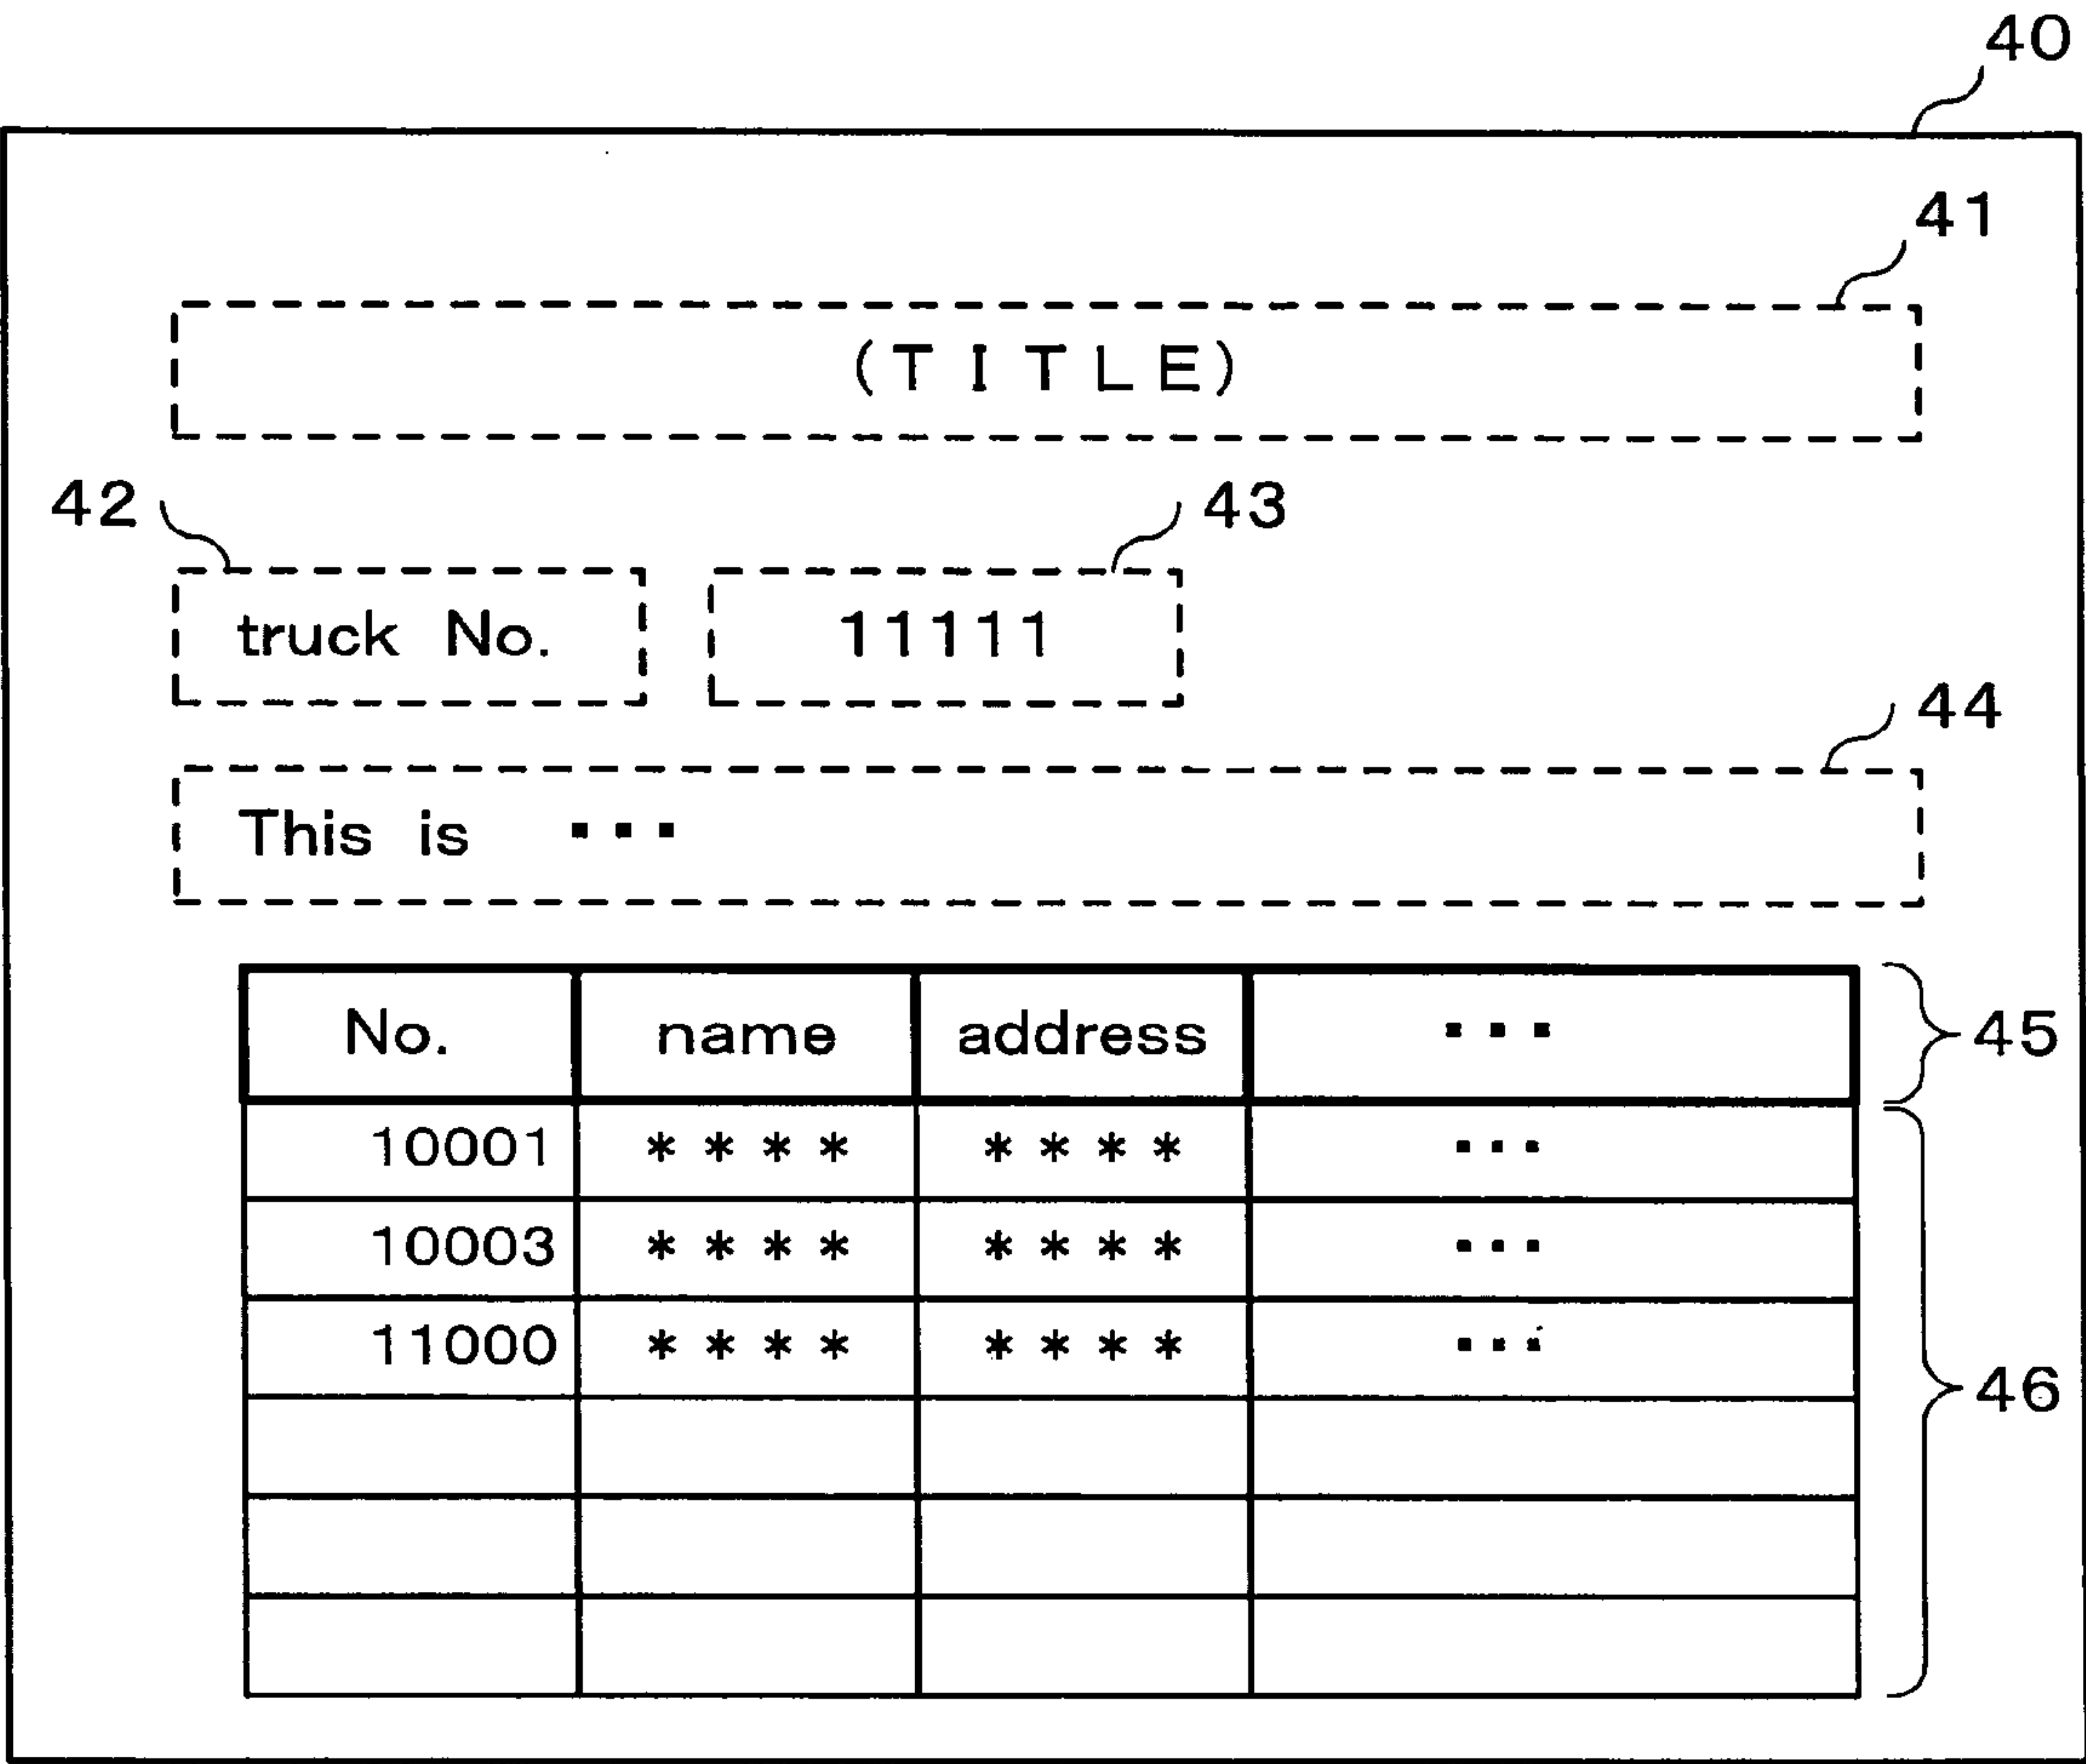 40
41
(TITLE)
42 43
truck No. 11111
44
This is ・・・
No. name address ・・・ 45
10001 **** **** ・・・
10003 **** **** ・・・
11000 **** **** ・・・
46